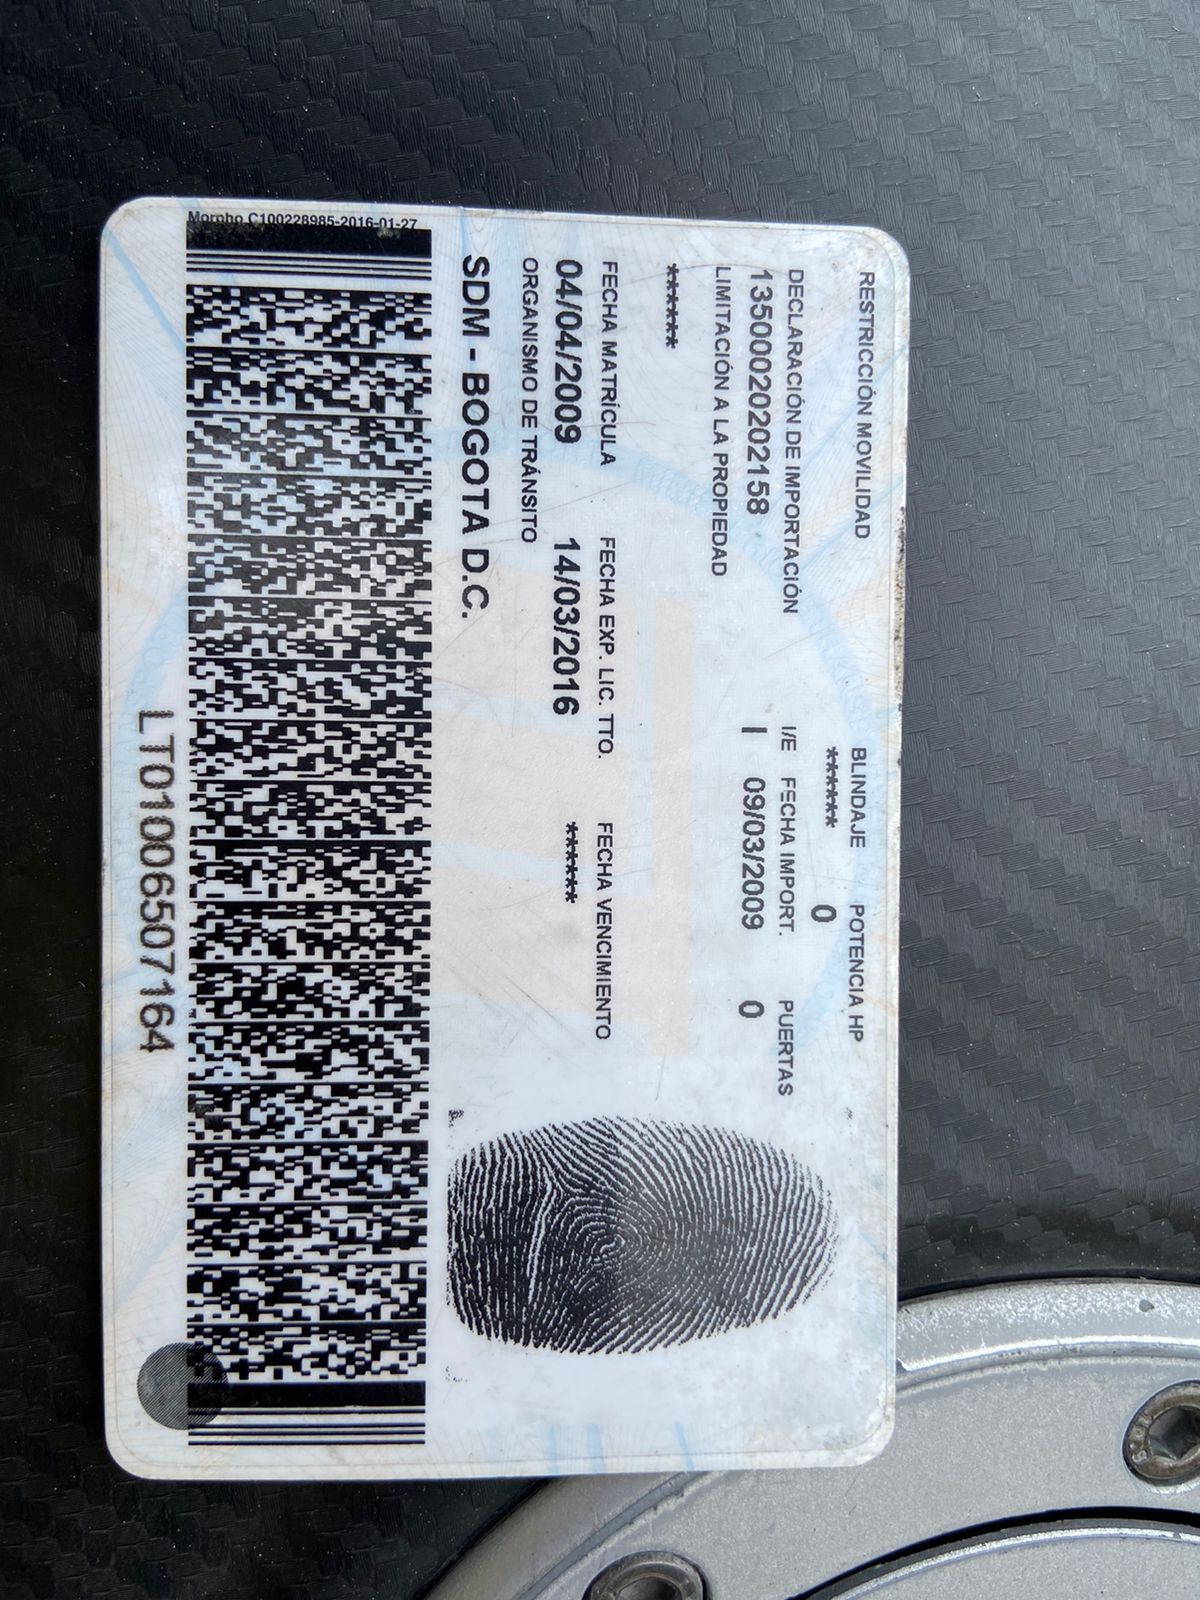 RESTRICCIÓN MOVILIDAD BLINDAJE POTENCIA HP
****** 0
DECLARACIÓN DE IMPORTACIÓN I/E FECHA IMPORT. PUERTAS
13500020202158 I 09/03/2009 0
LIMITACIÓN A LA PROPIEDAD
******
FECHA MATRÍCULA FECHA EXP. LIC. TTO. FECHA VENCIMIENTO
04/04/2009 14/03/2016 ******
ORGANISMO DE TRÁNSITO
SDM - BOGOTA D.C.
Morpho C100228985-2016-01-27
LT01006507164